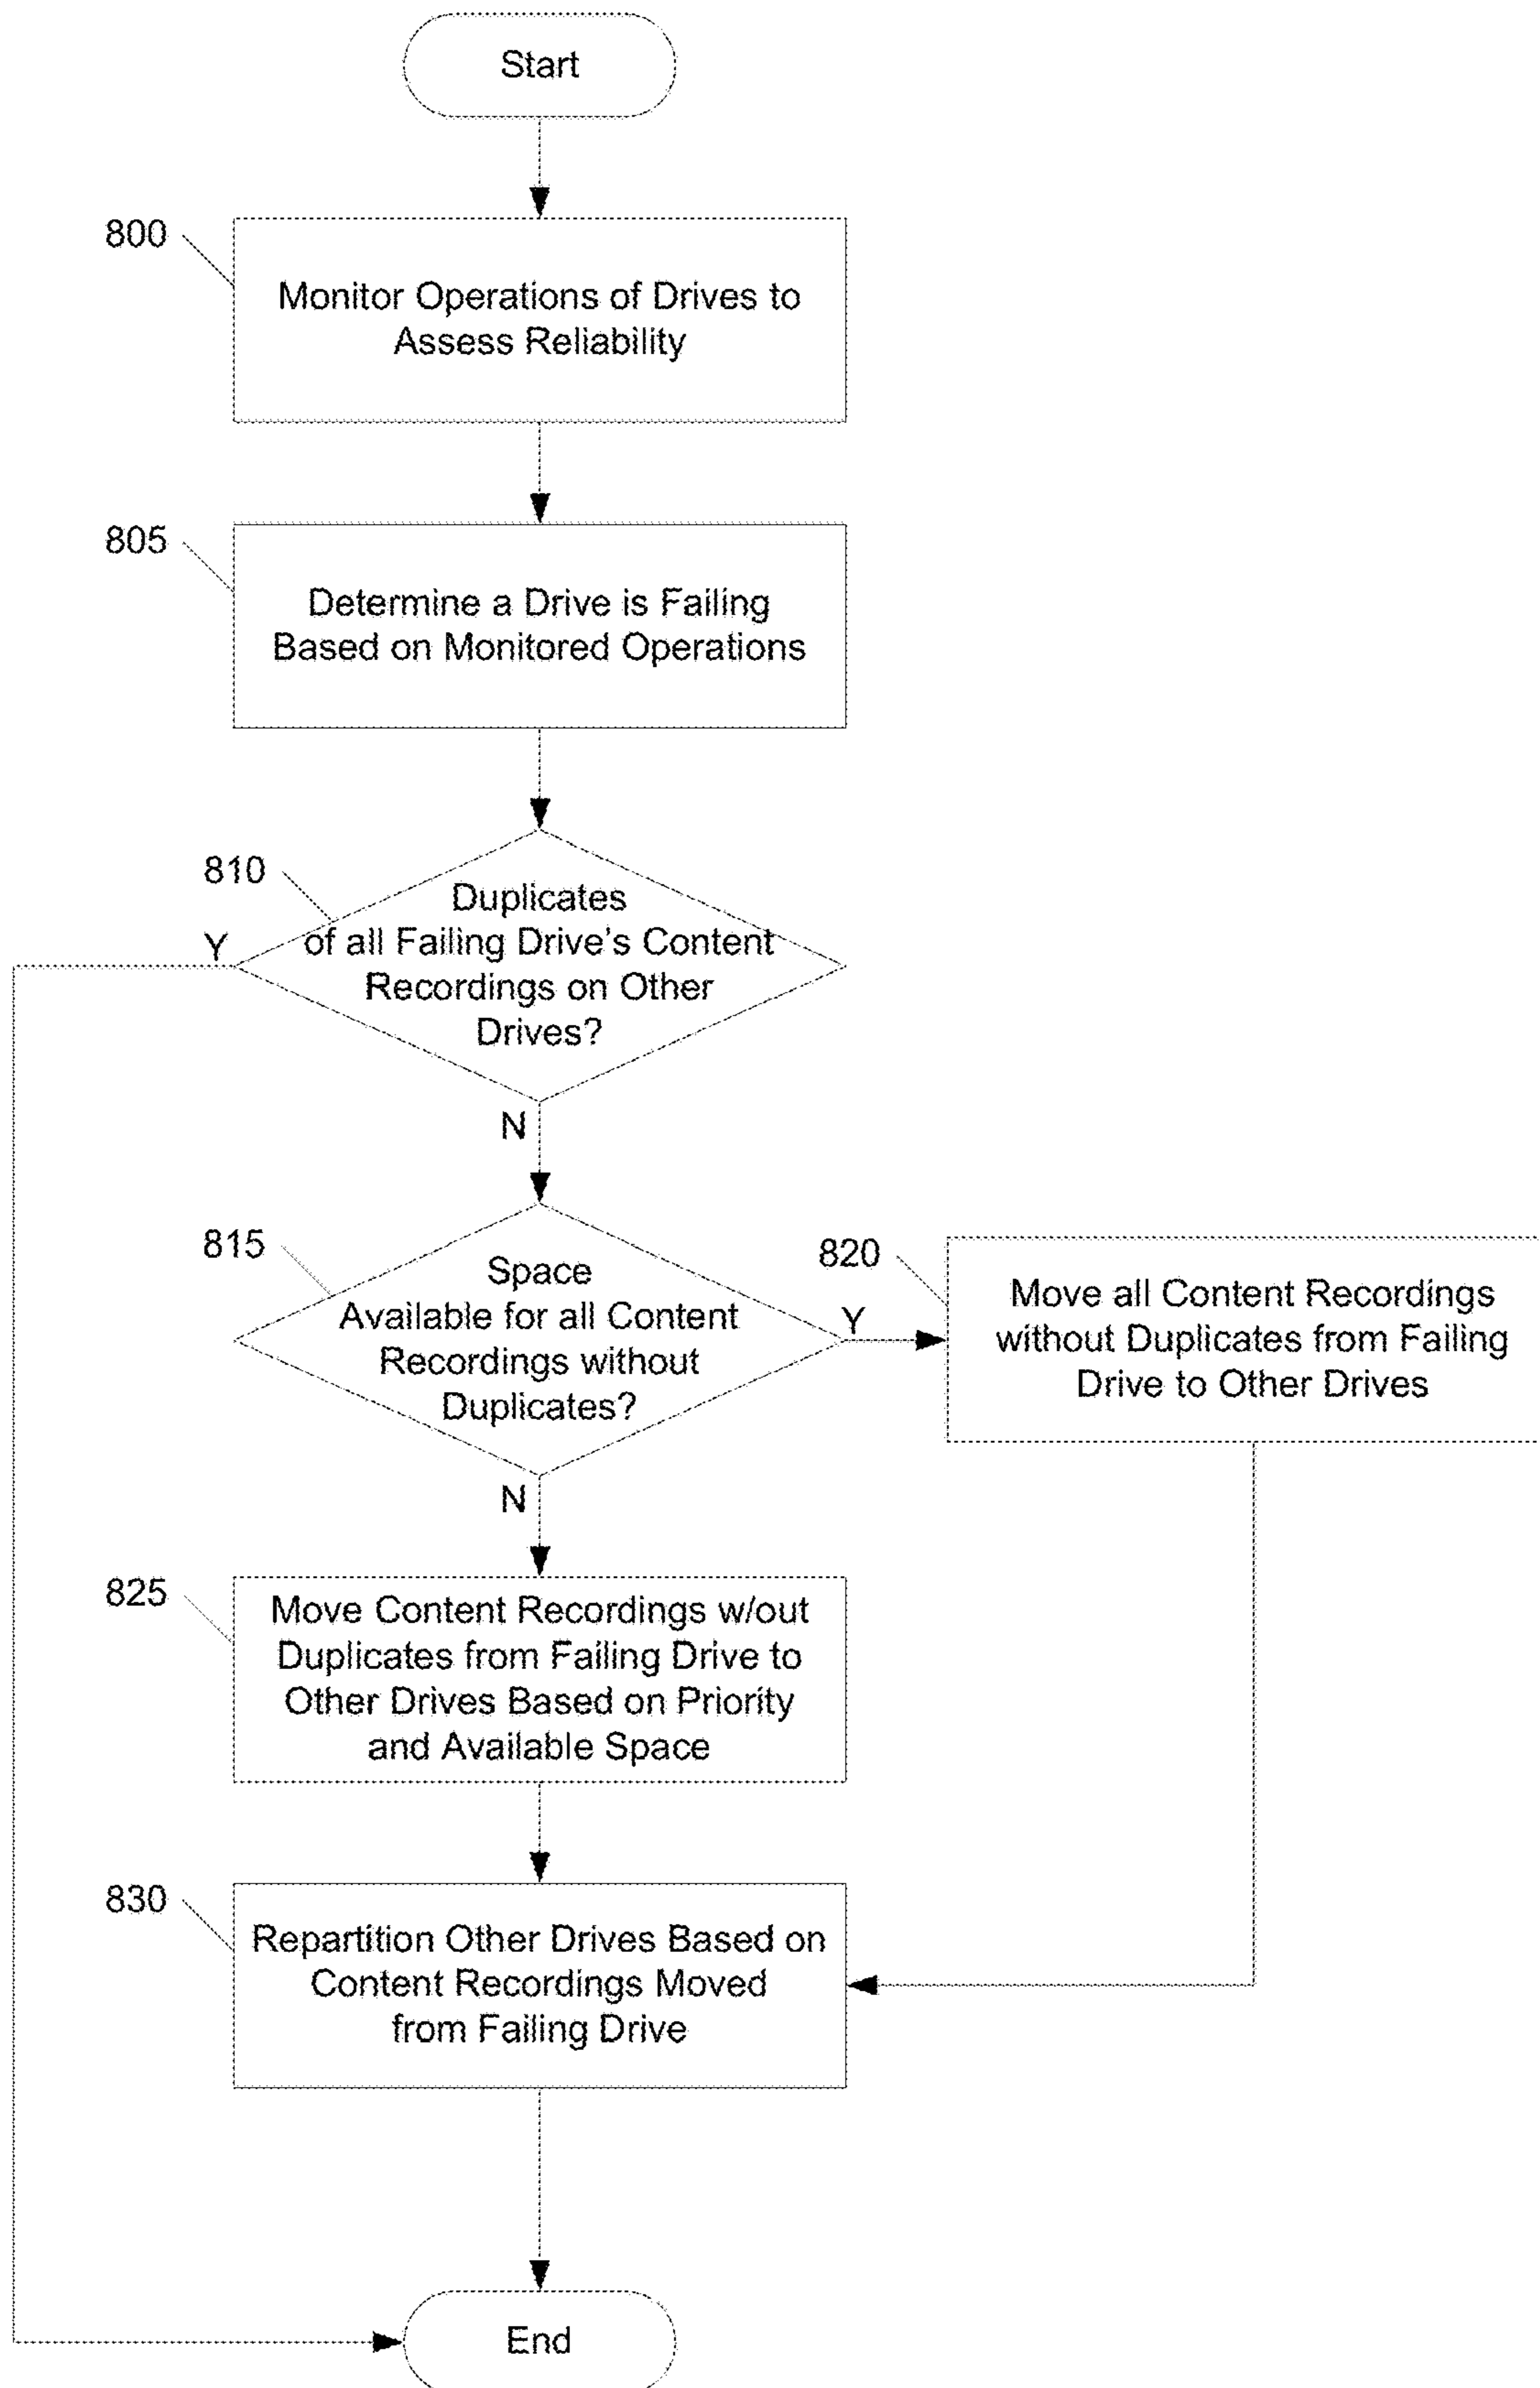 Start
800
Monitor Operations of Drives to
Assess Reliability
805
Determine a Drive is Failing
Based on Monitored Operations
810
Y
Duplicates
of all Failing Drive's Content
Recordings on Other
Drives?
N
815
Space
Available for all Content
Recordings without
Duplicates?
Y
820
Move all Content Recordings
without Duplicates from Failing
Drive to Other Drives
N
825
Move Content Recordings w/out
Duplicates from Failing Drive to
Other Drives Based on Priority
and Available Space
830
Repartition Other Drives Based on
Content Recordings Moved
from Failing Drive
End